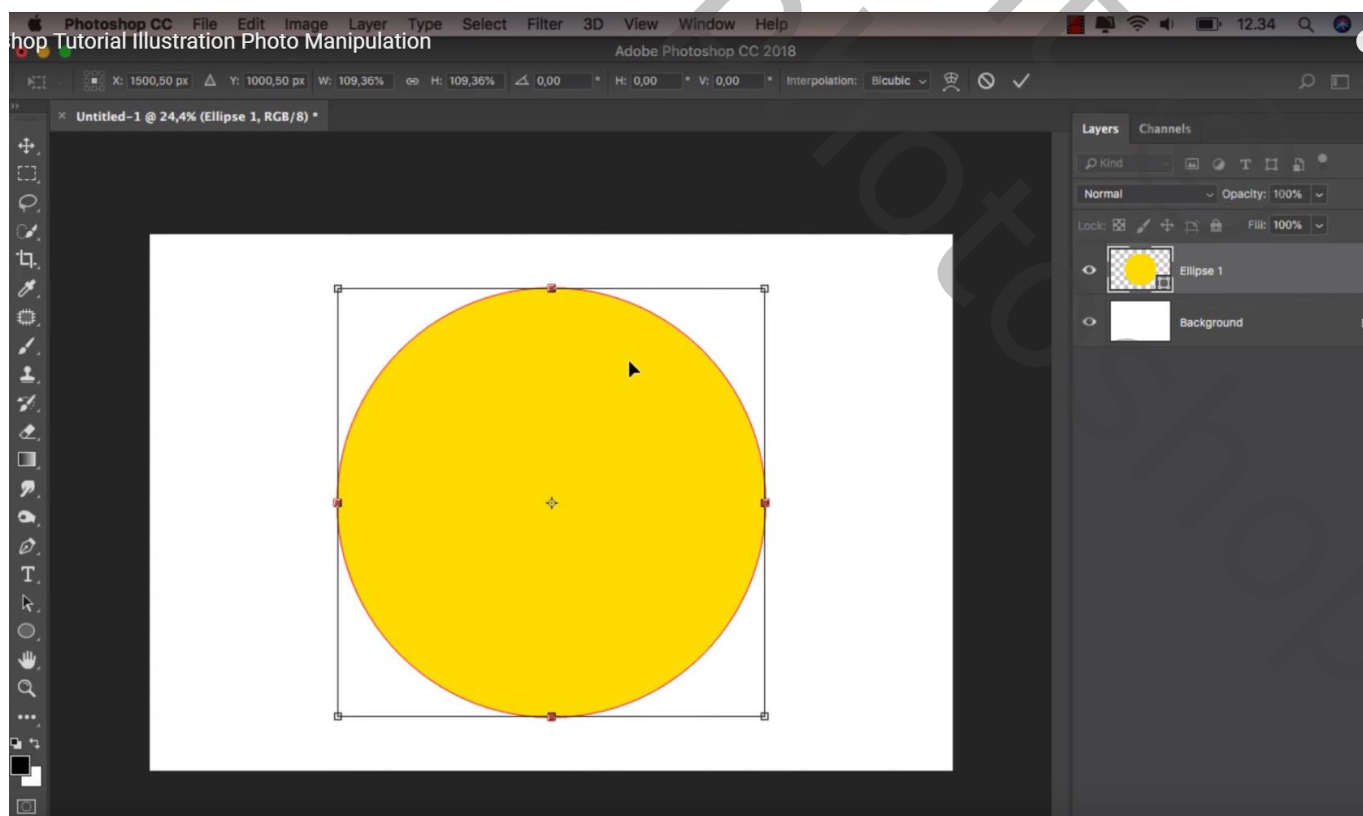 Photoshop CC File Edit Image Layer Type Select Filter 3D View Window Help 12.34
hop Tutorial Illustration Photo Manipulation
Adobe Photoshop CC 2018
X: 1500,50 px Y: 1000,50 px W: 109,36% H: 109,36% 0,00 ° H: 0,00 ° V: 0,00 ° Interpolation: Bicubic
× Untitled-1 @ 24,4% (Ellipse 1, RGB/8) *
Layers Channels
Kind
Normal Opacity: 100%
Lock: Fill: 100%
Ellipse 1
Background
Photoshop